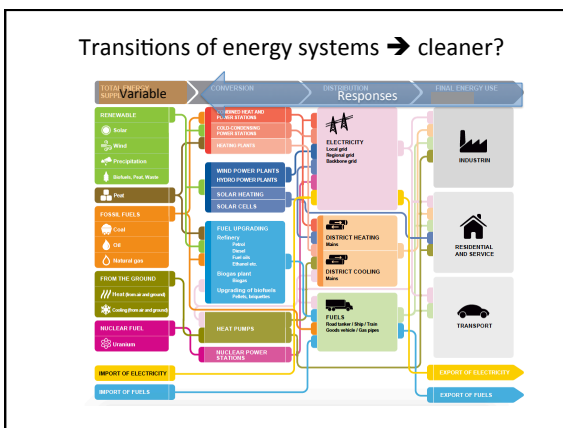 Transitions of energy systems ➔ cleaner?
TOTAL ENERGY
SUPPLY
Variable
CONVERSION
DISTRIBUTION
Responses
FINAL ENERGY USE
RENEWABLE
Solar
Wind
Precipitation
Biofuels, Peat, Waste
Peat
FOSSIL FUELS
Coal
Oil
Natural gas
FROM THE GROUND
Heat (from air and ground)
Cooling (from air and ground)
NUCLEAR FUEL
Uranium
IMPORT OF ELECTRICITY
IMPORT OF FUELS
COMBINED HEAT AND
POWER STATIONS
COLD-CONDENSING
POWER STATIONS
HEATING PLANTS
WIND POWER PLANTS
HYDRO POWER PLANTS
SOLAR HEATING
SOLAR CELLS
FUEL UPGRADING
Refinery
Petrol
Diesel
Fuel oils
Ethanol etc.
Biogas plant
Biogas
Upgrading of biofuels
Pellets, briquettes
HEAT PUMPS
NUCLEAR POWER
STATIONS
ELECTRICITY
Local grid
Regional grid
Backbone grid
DISTRICT HEATING
Mains
DISTRICT COOLING
Mains
FUELS
Road tanker / Ship / Train
Goods vehicle / Gas pipes
INDUSTRIN
RESIDENTIAL
AND SERVICE
TRANSPORT
EXPORT OF ELECTRICITY
EXPORT OF FUELS